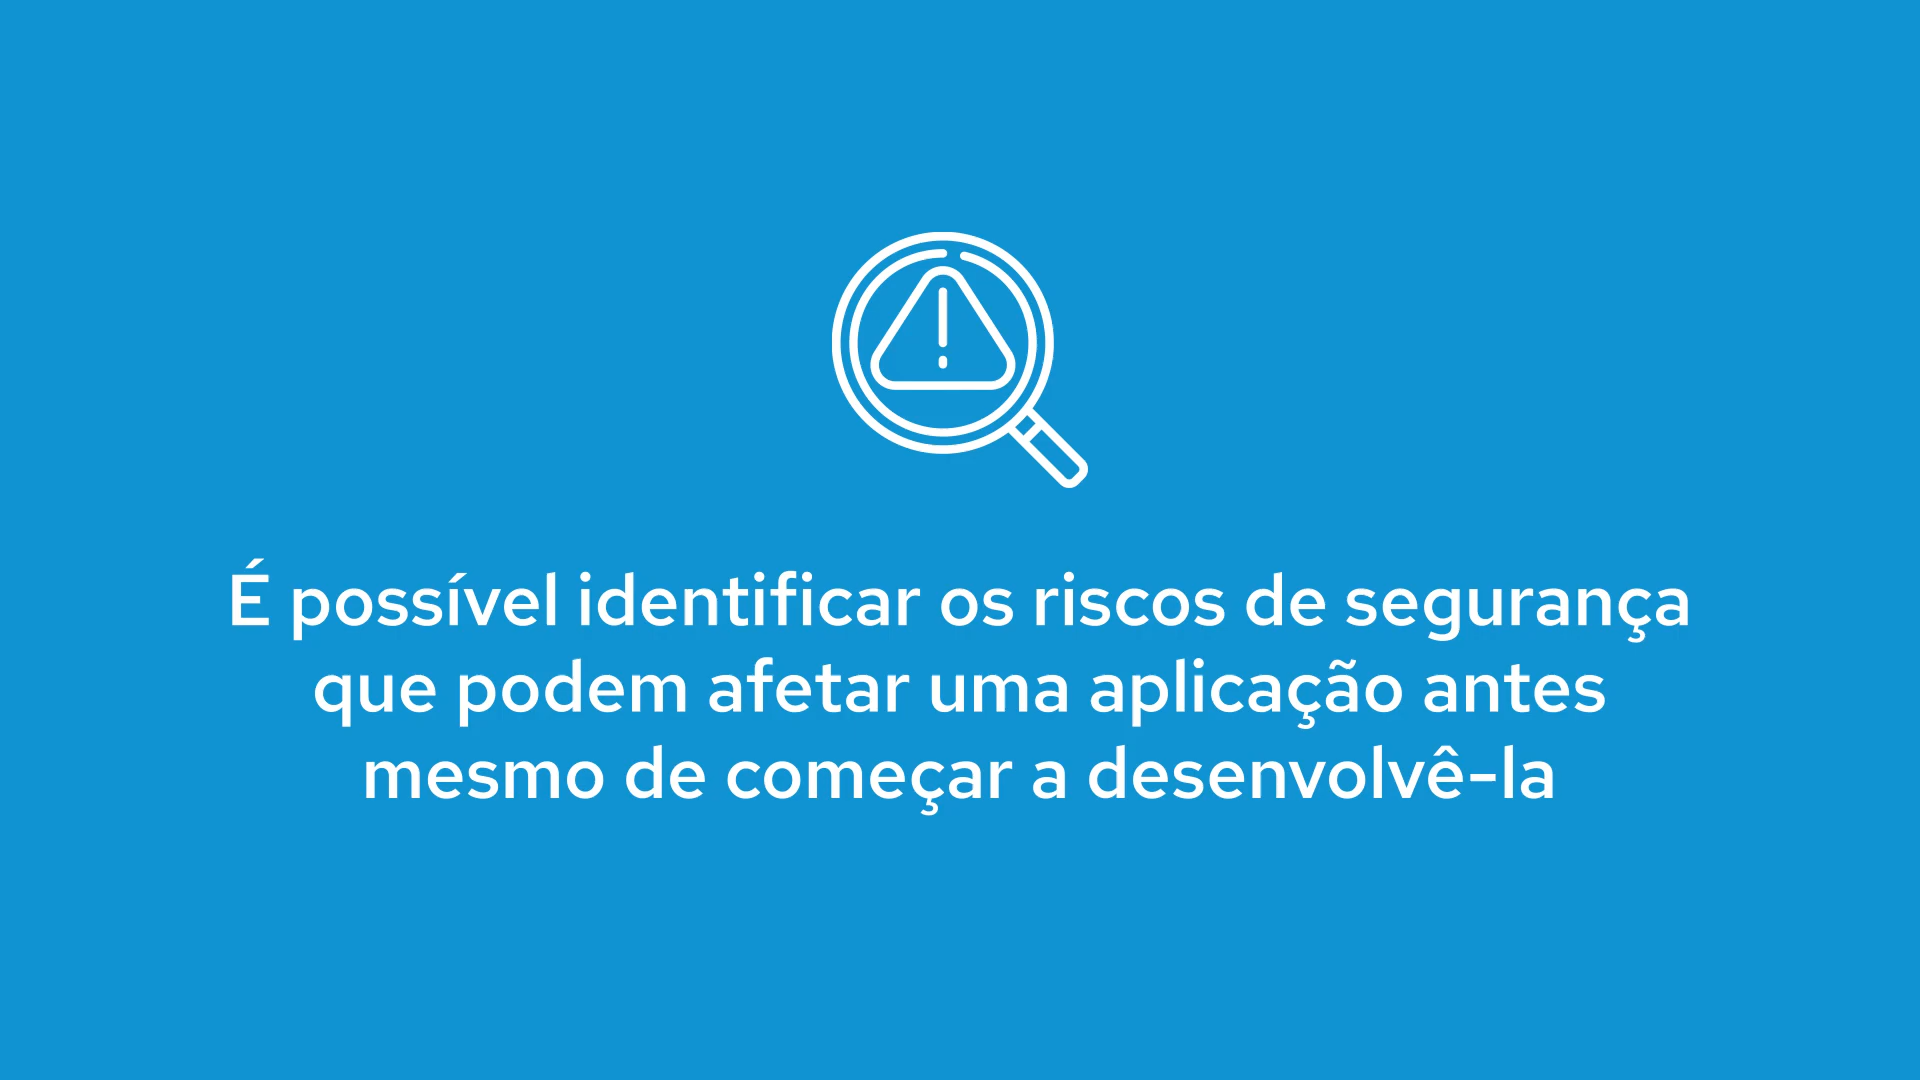 É possível identificar os riscos de segurança
que podem afetar uma aplicação antes
mesmo de começar a desenvolvê-la